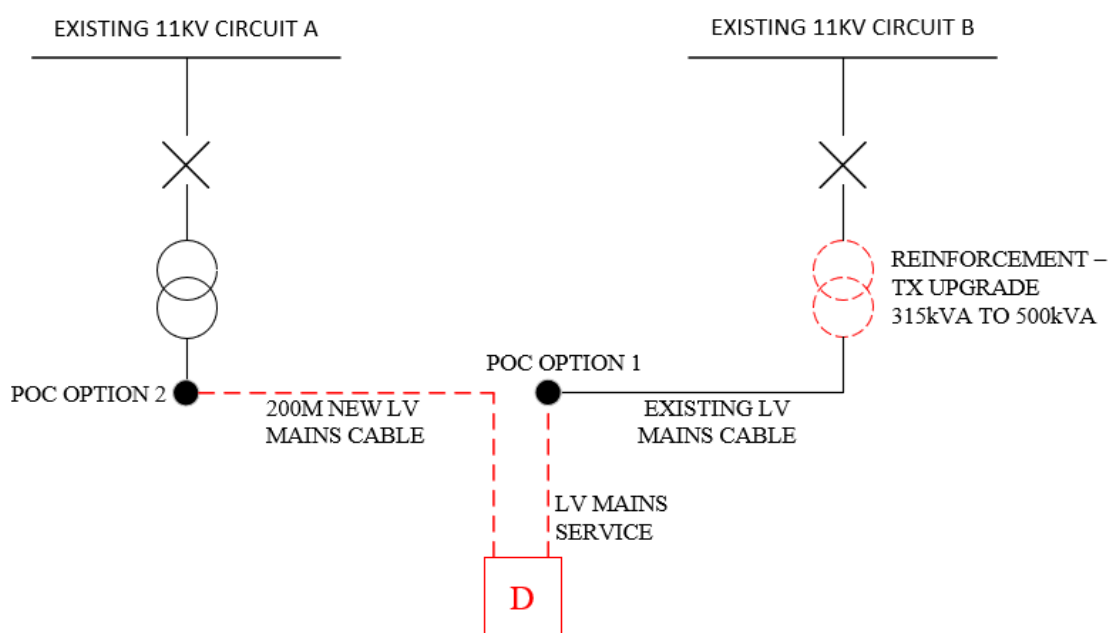 EXISTING 11KV CIRCUIT A
EXISTING 11KV CIRCUIT B
REINFORCEMENT –
TX UPGRADE
315kVA TO 500kVA
POC OPTION 1
POC OPTION 2
200M NEW LV
MAINS CABLE
EXISTING LV
MAINS CABLE
LV MAINS
SERVICE
D